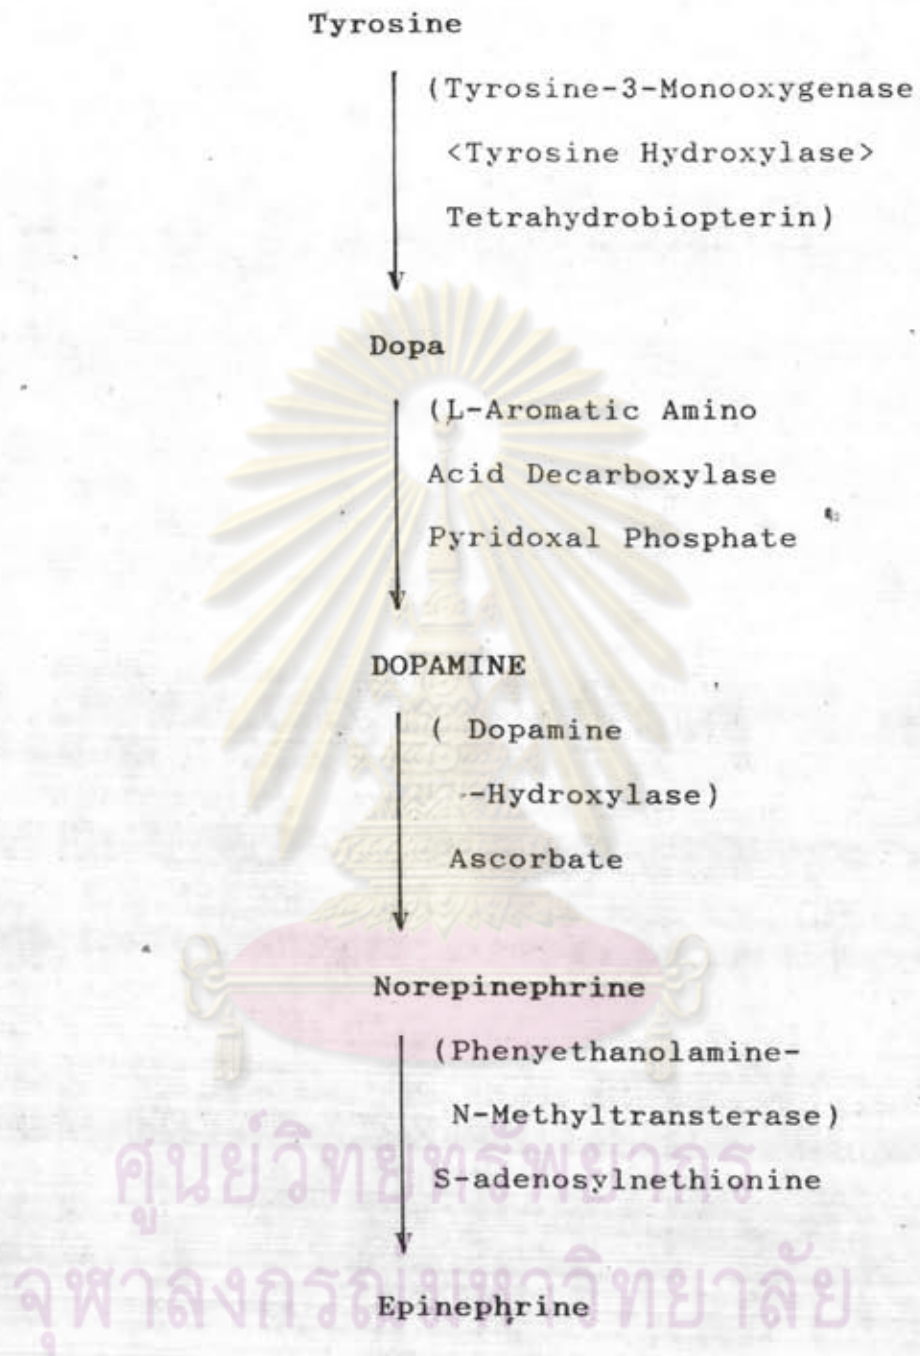 Tyrosine
(Tyrosine-3-Monooxygenase
<Tyrosine Hydroxylase>
Tetrahydrobiopterin)
Dopa
(L-Aromatic Amino
Acid Decarboxylase
Pyridoxal Phosphate
DOPAMINE
( Dopamine
-Hydroxylase)
Ascorbate
Norepinephrine
(Phenyethanolamine-
N-Methyltransterase)
S-adenosylnethionine
ศูนย์วิทยทรัพยากร
จุฬาลงกรณ์มหาวิทยาลัย
Epinephrine